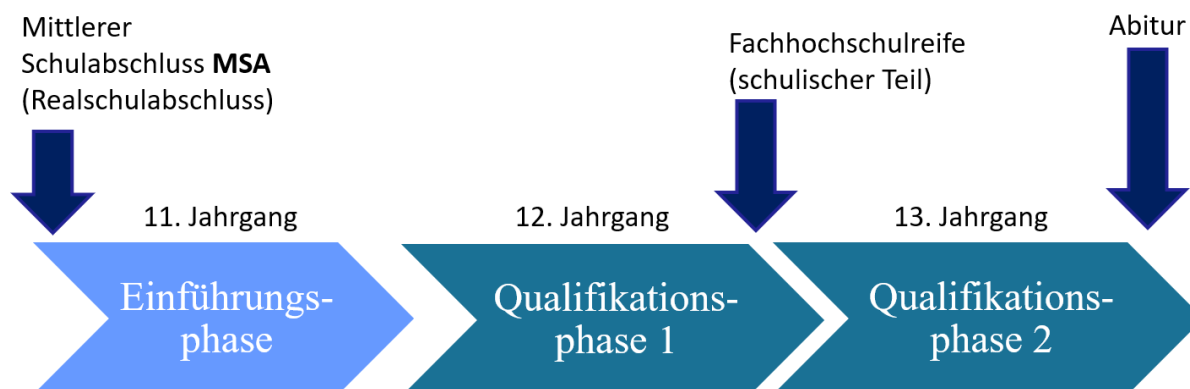 Mittlerer
Schulabschluss MSA
(Realschulabschluss)
Fachhochschulreife
(schulischer Teil)
Abitur
11. Jahrgang
12. Jahrgang
13. Jahrgang
Einführungs-
phase
Qualifikations-
phase 1
Qualifikations-
phase 2